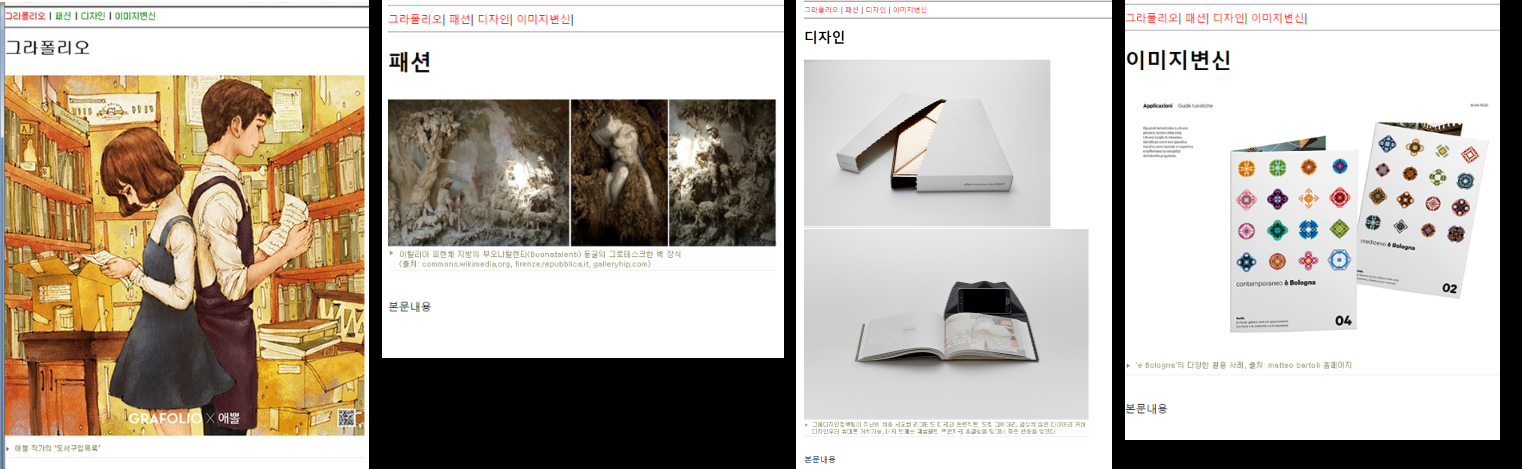 그라폴리오 | 패션 | 디자인 | 이미지변신
그라폴리오
GRAFOLIO X 애뽈
애뽈 작가의 "도서구입목록"
그라폴리오| 패션| 디자인| 이미지변신|
패션
이탈리아 피렌체 지방의 부오나탈렌티(Buonatalenti) 동굴의 그로테스크한 벽 장식
(출처: commons.wikimedia.org, firenze.repubblica.it, galleryhip.com)
본문내용
그라폴리오| 패션| 디자인| 이미지변신
디자인
본문내용
그라폴리오| 패션| 디자인| 이미지변신|
이미지변신
Applicazioni Guide turistiche
contemporaneo è Bologna
04
medioevo è Bologna
02
'e Bologna'의 다양한 활용 사례, 출처: matteo bartoli 홈페이지
본문내용